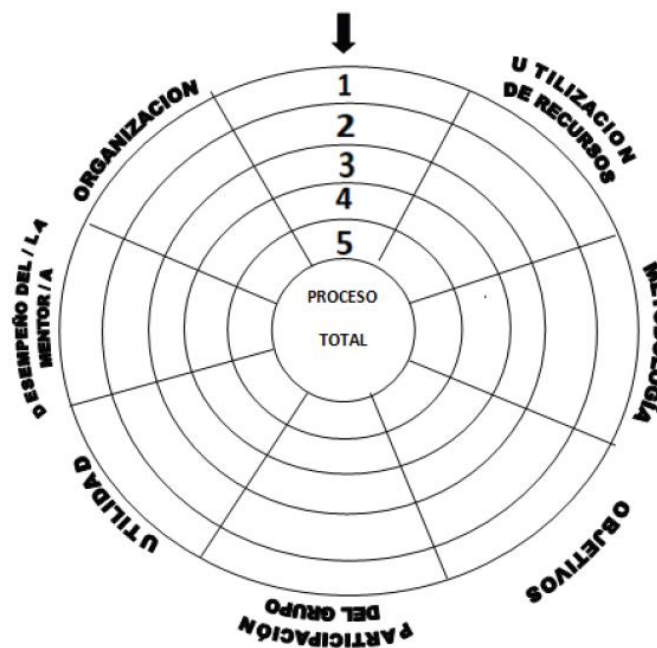 1
2
3
4
5
PROCESO
TOTAL
U TILIZACION
DE RECURSOS
METODOLOGÍA
OBJETIVOS
PARTICIPACIÓN
DEL GRUPO
UTILIDAD
DESEMPEÑO DEL / LA
MENTOR / A
ORGANIZACION